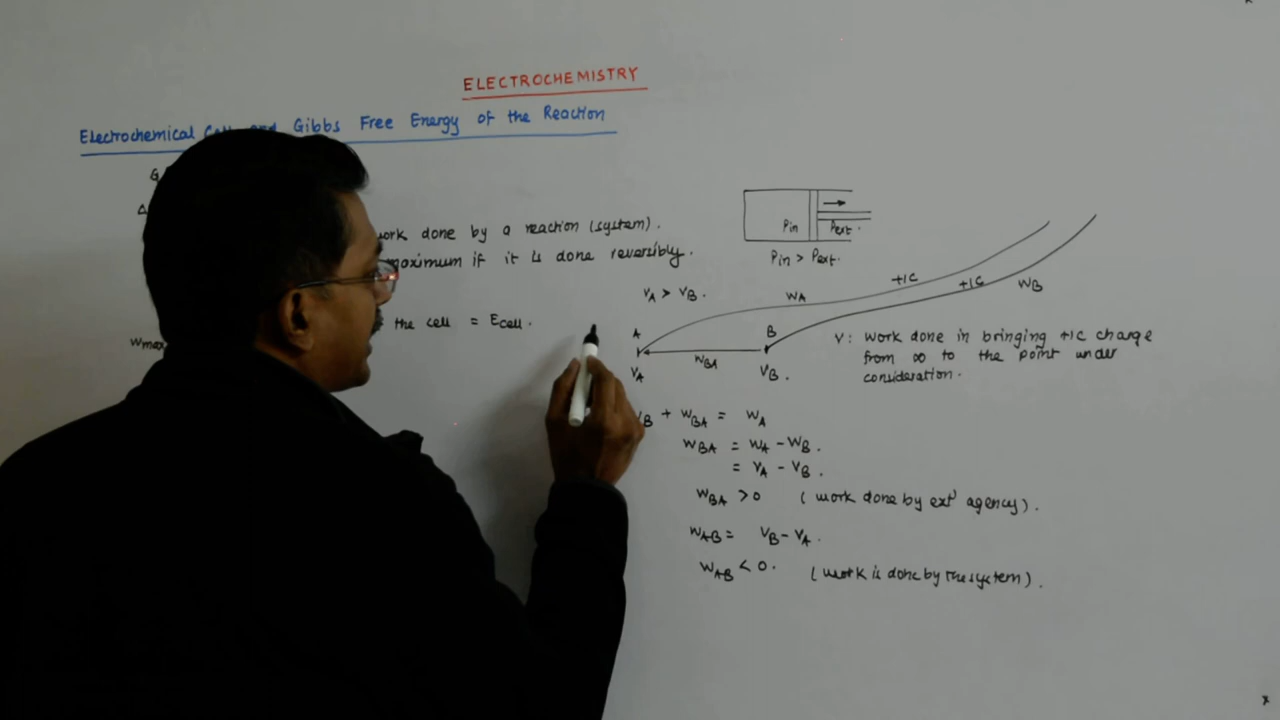 ELECTROCHEMISTRY
Electrochemical Gibbs Free Energy of the Reaction
G
Δ
work done by a reaction (system).
maximum if it is done reversibly.
the cell = Ecell.
Wmax
Pin Pext.
Pin > Pext.
VA > VB.
WA +1C +1C WB
A B
WBA
VA VB.
V: Work done in bringing +1C charge
from ∞ to the point under
consideration.
WB + WBA = WA
WBA = WA - WB.
= VA - VB.
WBA > 0 (work done by extl agency).
WAB = VB - VA.
WAB < 0. (work is done by the system).